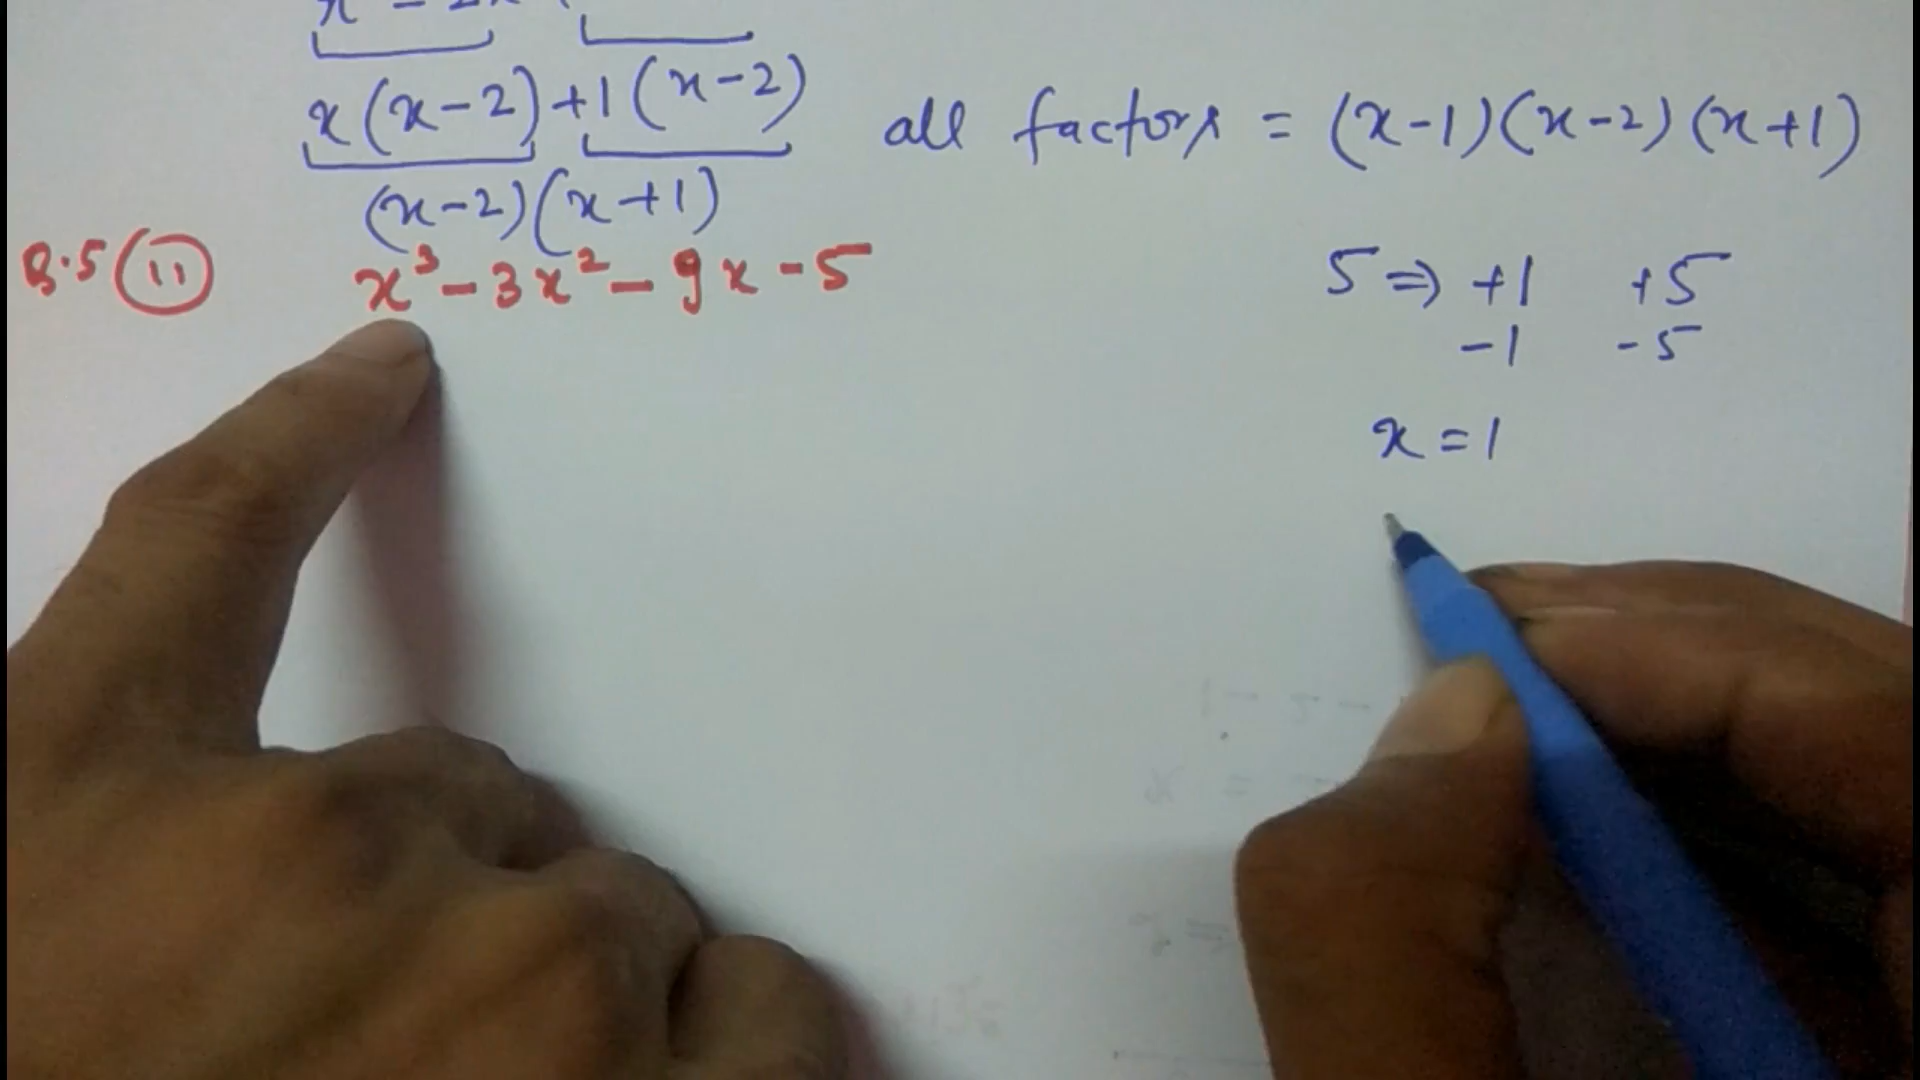 x(x-2)+1(x-2)
all factors = (x-1)(x-2)(x+1)
(x-2)(x+1)
Q.5 (ii) x³-3x²-9x-5
5 ⇒ +1 +5
-1 -5
x = 1